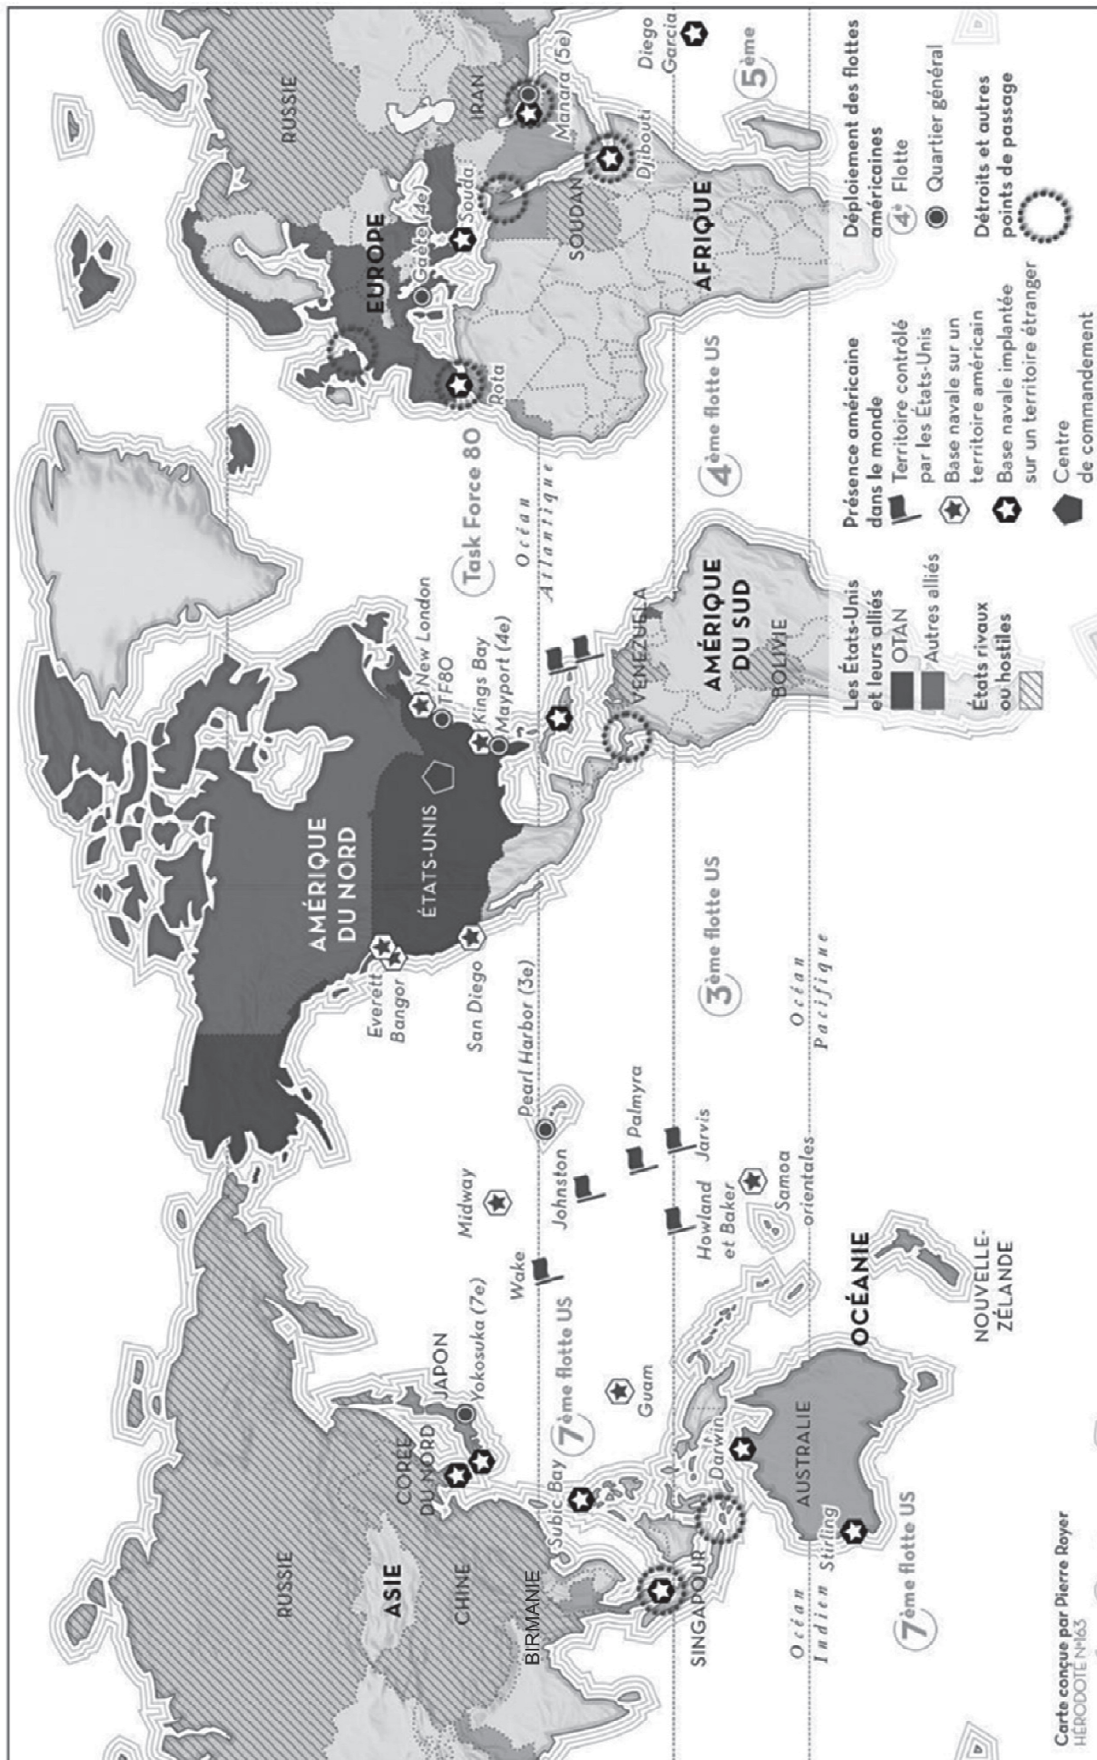 RUSSIE
ASIE
CHINE
BIRMANIE
CORÉE
DU NORD
JAPON
Yokosuka (7e)
Subic Bay
7ème flotte US
Guam
SINGAPOUR
Darwin
AUSTRALIE
Stirling
Océan
Indien
7ème flotte US
OCÉANIE
NOUVELLE-
ZÉLANDE
Wake
Midway
Johnston
Palmyra
Howland
et Baker
Jarvis
Samoa
orientales
Pearl Harbor (3e)
3ème flotte US
Océan
Pacifique
AMÉRIQUE
DU NORD
ÉTATS-UNIS
Everett
Bangor
San Diego
New London
TF80
Kings Bay
Mayport (4e)
Task Force 80
Océan
Atlantique
VENEZUELA
AMÉRIQUE
DU SUD
BOLIVIE
4ème flotte US
EUROPE
Gaète (4e)
Souda
Rota
RUSSIE
IRAN
Manara (5e)
SOUDAN
Djibouti
AFRIQUE
Diego
Garcia
5ème
Les États-Unis
et leurs alliés
OTAN
Autres alliés
États rivaux
ou hostiles
Présence américaine
dans le monde
Territoire contrôlé
par les États-Unis
Base navale sur un
territoire américain
Base navale implantée
sur un territoire étranger
Centre
de commandement
Déploiement des flottes
américaines
4e Flotte
Quartier général
Détroits et autres
points de passage
Carte conçue par Pierre Royer
HÉRODOTE N°163